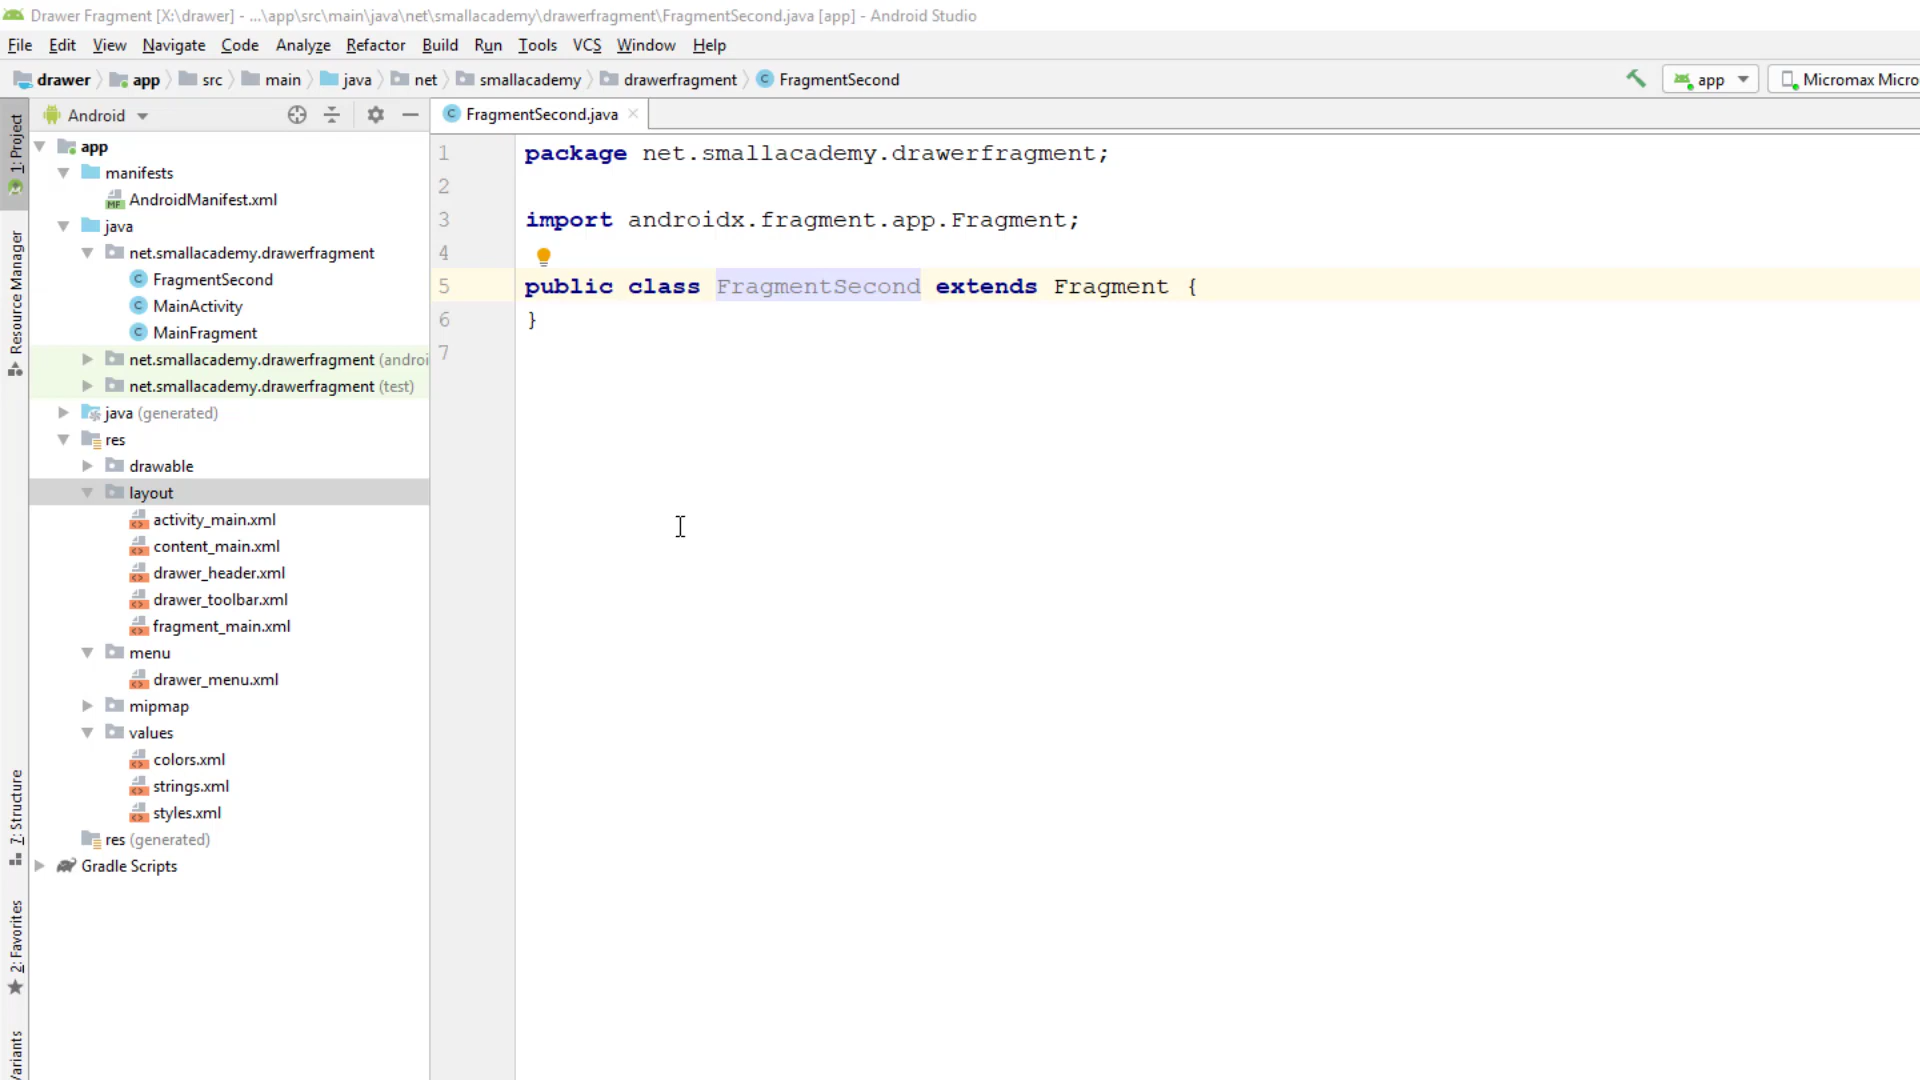 Drawer Fragment [X:\drawer] - ...\app\src\main\java\net\smallacademy\drawerfragment\FragmentSecond.java [app] - Android Studio
File Edit View Navigate Code Analyze Refactor Build Run Tools VCS Window Help
drawer app src main java net smallacademy drawerfragment FragmentSecond app Micromax Micro
1: Project
Resource Manager
7: Structure
2: Favorites
Variants
Android
app
manifests
AndroidManifest.xml
java
net.smallacademy.drawerfragment
FragmentSecond
MainActivity
MainFragment
net.smallacademy.drawerfragment (androi
net.smallacademy.drawerfragment (test)
java (generated)
res
drawable
layout
activity_main.xml
content_main.xml
drawer_header.xml
drawer_toolbar.xml
fragment_main.xml
menu
drawer_menu.xml
mipmap
values
colors.xml
strings.xml
styles.xml
res (generated)
Gradle Scripts
FragmentSecond.java
1 package net.smallacademy.drawerfragment;
2
3 import androidx.fragment.app.Fragment;
4
5 public class FragmentSecond extends Fragment {
6 }
7